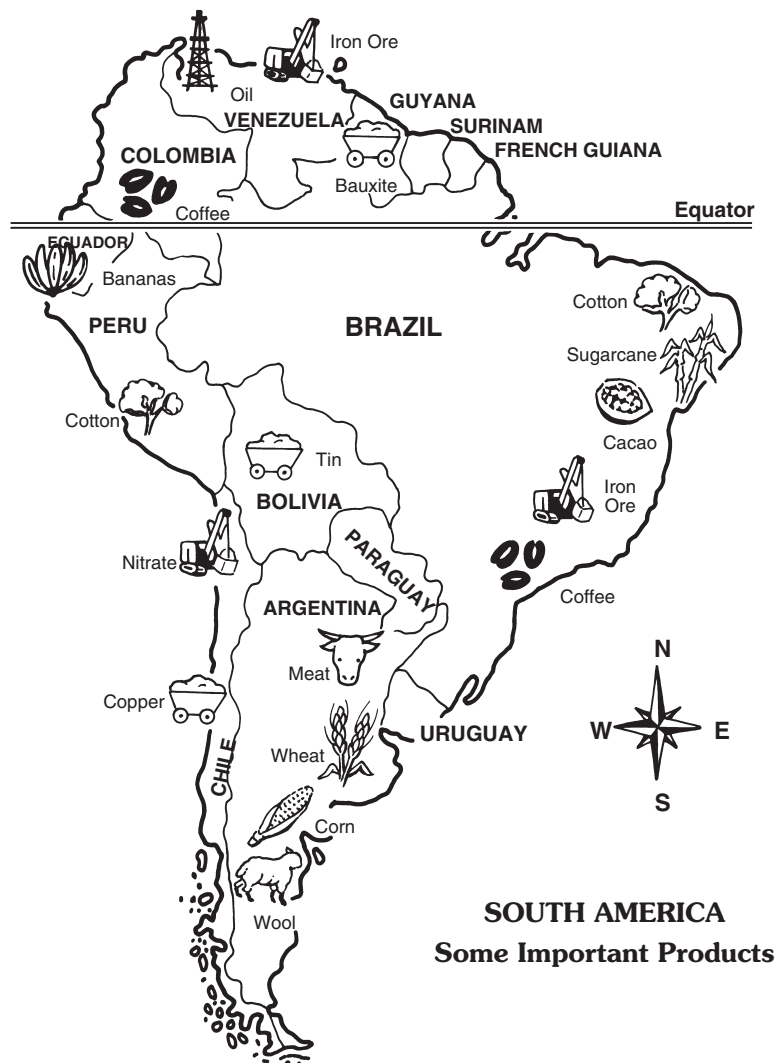 Iron Ore
Oil
GUYANA
VENEZUELA
SURINAM
FRENCH GUIANA
COLOMBIA
Bauxite
Coffee
Equator
ECUADOR
Bananas
Cotton
PERU
BRAZIL
Sugarcane
Cotton
Cacao
Tin
Iron
Ore
BOLIVIA
Nitrate
PARAGUAY
Coffee
ARGENTINA
N
Meat
Copper
W
E
URUGUAY
Wheat
CHILE
S
Corn
Wool
SOUTH AMERICA
Some Important Products